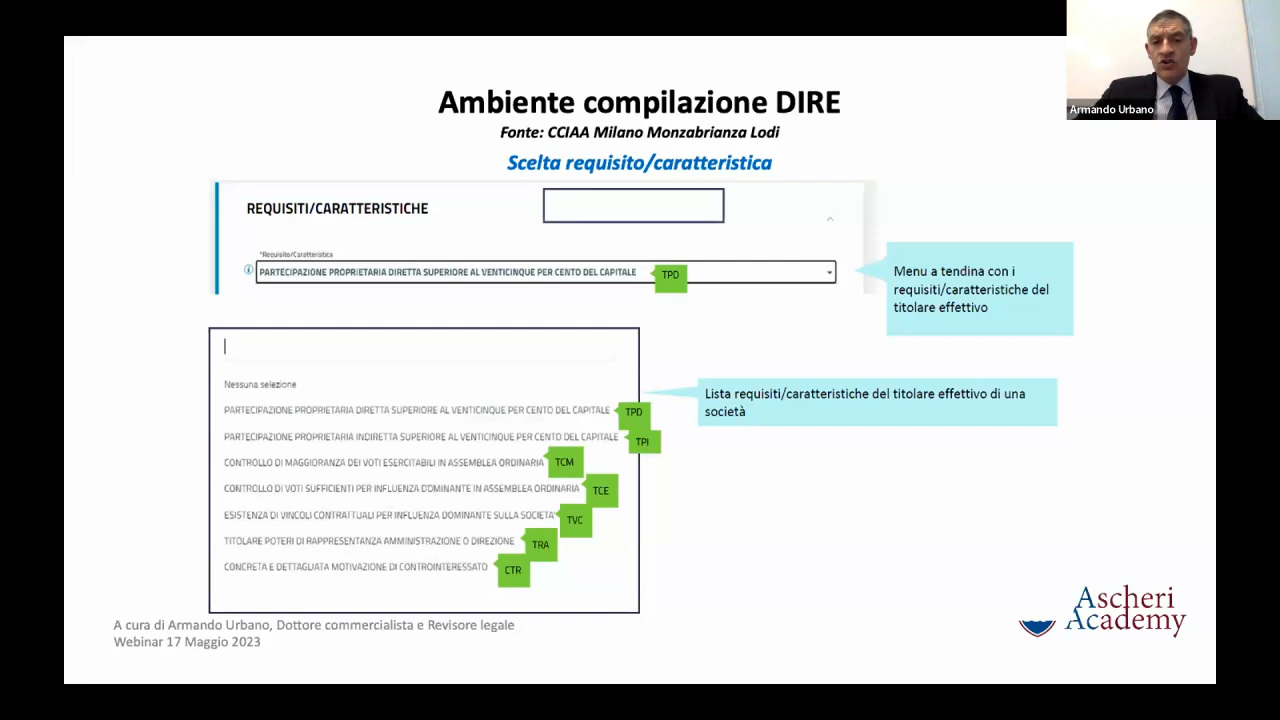 Ambiente compilazione DIRE
Fonte: CCIAA Milano Monzabrianza Lodi
Scelta requisito/caratteristica
Armando Urbano
REQUISITI/CARATTERISTICHE
*Requisito/Caratteristica
PARTECIPAZIONE PROPRIETARIA DIRETTA SUPERIORE AL VENTICINQUE PER CENTO DEL CAPITALE TPD
Menu a tendina con i
requisiti/caratteristiche del
titolare effettivo
Nessuna selezione
PARTECIPAZIONE PROPRIETARIA DIRETTA SUPERIORE AL VENTICINQUE PER CENTO DEL CAPITALE TPD
PARTECIPAZIONE PROPRIETARIA INDIRETTA SUPERIORE AL VENTICINQUE PER CENTO DEL CAPITALE TPI
CONTROLLO DI MAGGIORANZA DEI VOTI ESERCITABILI IN ASSEMBLEA ORDINARIA TCM
CONTROLLO DI VOTI SUFFICIENTI PER INFLUENZA DOMINANTE IN ASSEMBLEA ORDINARIA TCE
ESISTENZA DI VINCOLI CONTRATTUALI PER INFLUENZA DOMINANTE SULLA SOCIETA' TVC
TITOLARE POTERI DI RAPPRESENTANZA AMMINISTRAZIONE O DIREZIONE TRA
CONCRETA E DETTAGLIATA MOTIVAZIONE DI CONTROINTERESSATO CTR
Lista requisiti/caratteristiche del titolare effettivo di una
società
A cura di Armando Urbano, Dottore commercialista e Revisore legale
Webinar 17 Maggio 2023
Ascheri
Academy